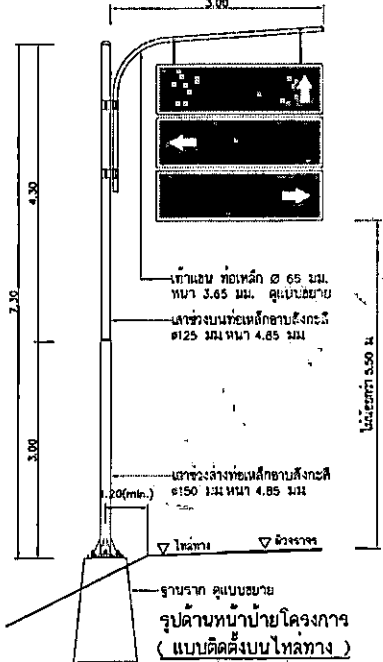 3.00
4.30
7.30
3.00
เท้าแขน ท่อเหล็ก Ø 65 มม.
หนา 3.65 มม. ดูแบบขยาย
เสาช่วงบนท่อเหล็กอาบสังกะสี
ø125 มม หนา 4.85 มม
ไม่น้อยกว่า 5.50 ม
เสาช่วงล่างท่อเหล็กอาบสังกะสี
ø150 มม หนา 4.85 มม
1.20(min.)
ไหล่ทาง
ผิวจราจร
ฐานราก ดูแบบขยาย
รูปด้านหน้าป้ายโครงการ
( แบบติดตั้งบนไหล่ทาง )